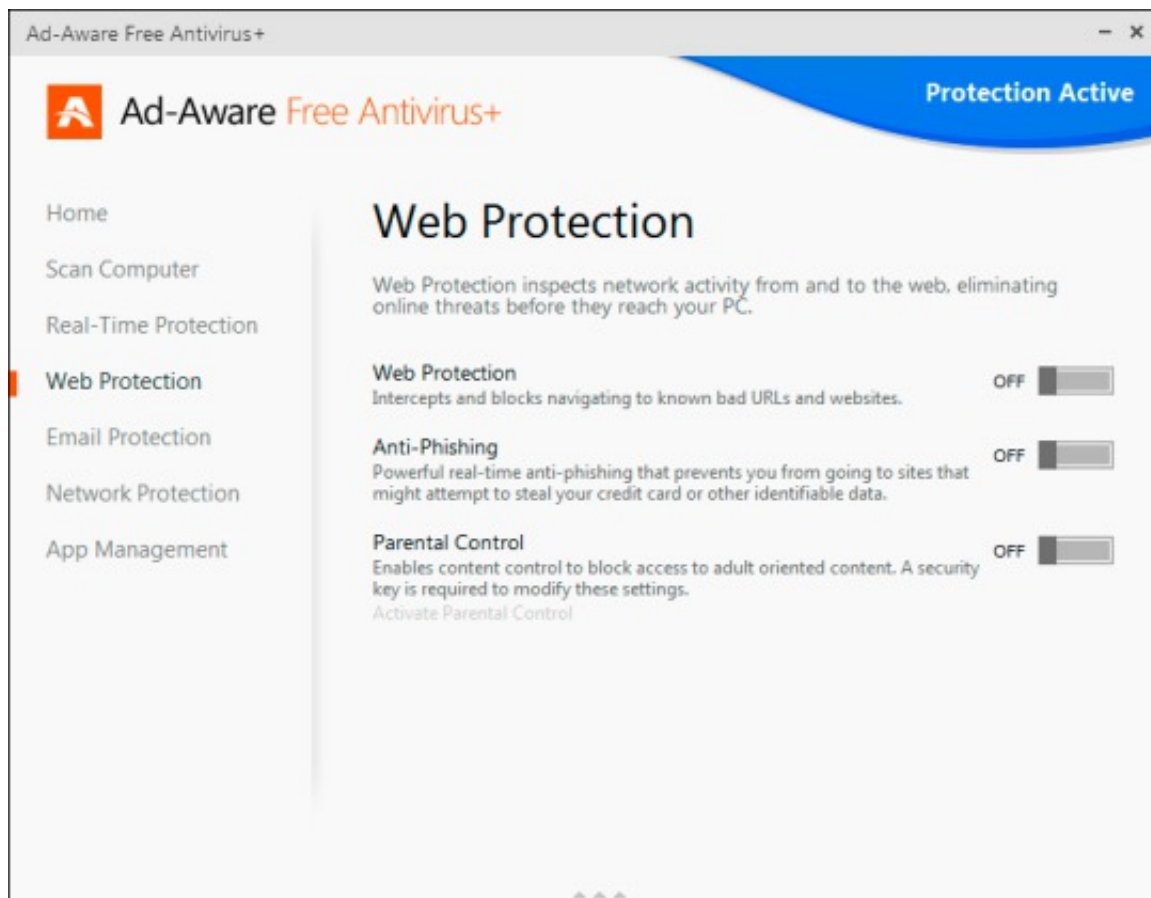 Ad-Aware Free Antivirus+
Protection Active
Ad-Aware Free Antivirus+
Home
Scan Computer
Real-Time Protection
Web Protection
Email Protection
Network Protection
App Management
Web Protection
Web Protection inspects network activity from and to the web, eliminating
online threats before they reach your PC.
Web Protection
Intercepts and blocks navigating to known bad URLs and websites.
OFF
Anti-Phishing
Powerful real-time anti-phishing that prevents you from going to sites that
might attempt to steal your credit card or other identifiable data.
OFF
Parental Control
Enables content control to block access to adult oriented content. A security
key is required to modify these settings.
Activate Parental Control
OFF